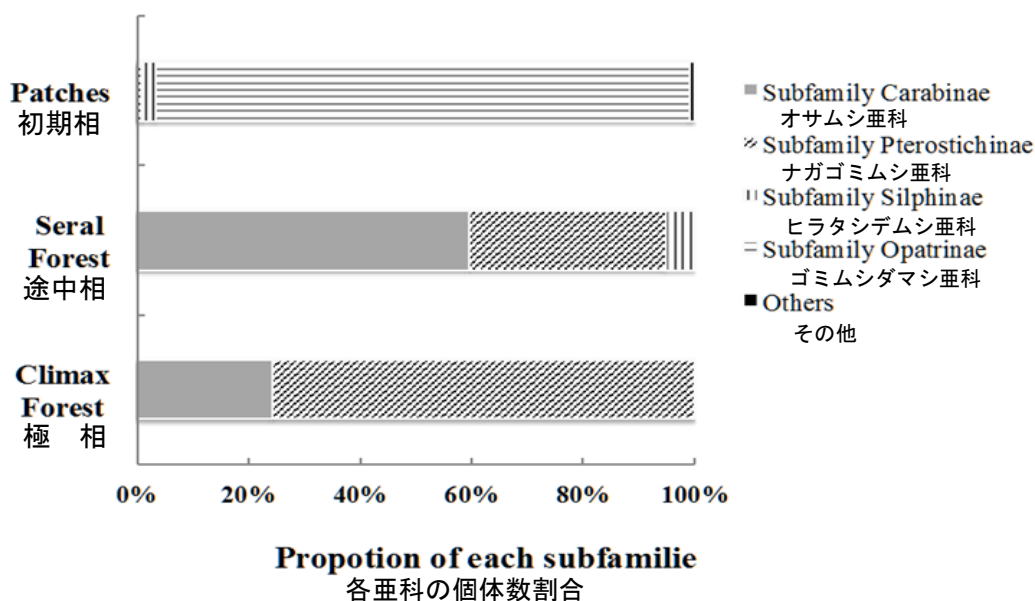 Patches
初期相
Seral
Forest
途中相
Climax
Forest
極 相
0% 20% 40% 60% 80% 100%
Propotion of each subfamilie
各亜科の個体数割合
Subfamily Carabinae
オサムシ亜科
Subfamily Pterostichinae
ナガゴミムシ亜科
Subfamily Silphinae
ヒラタシデムシ亜科
Subfamily Opatrinae
ゴミムシダマシ亜科
Others
その他